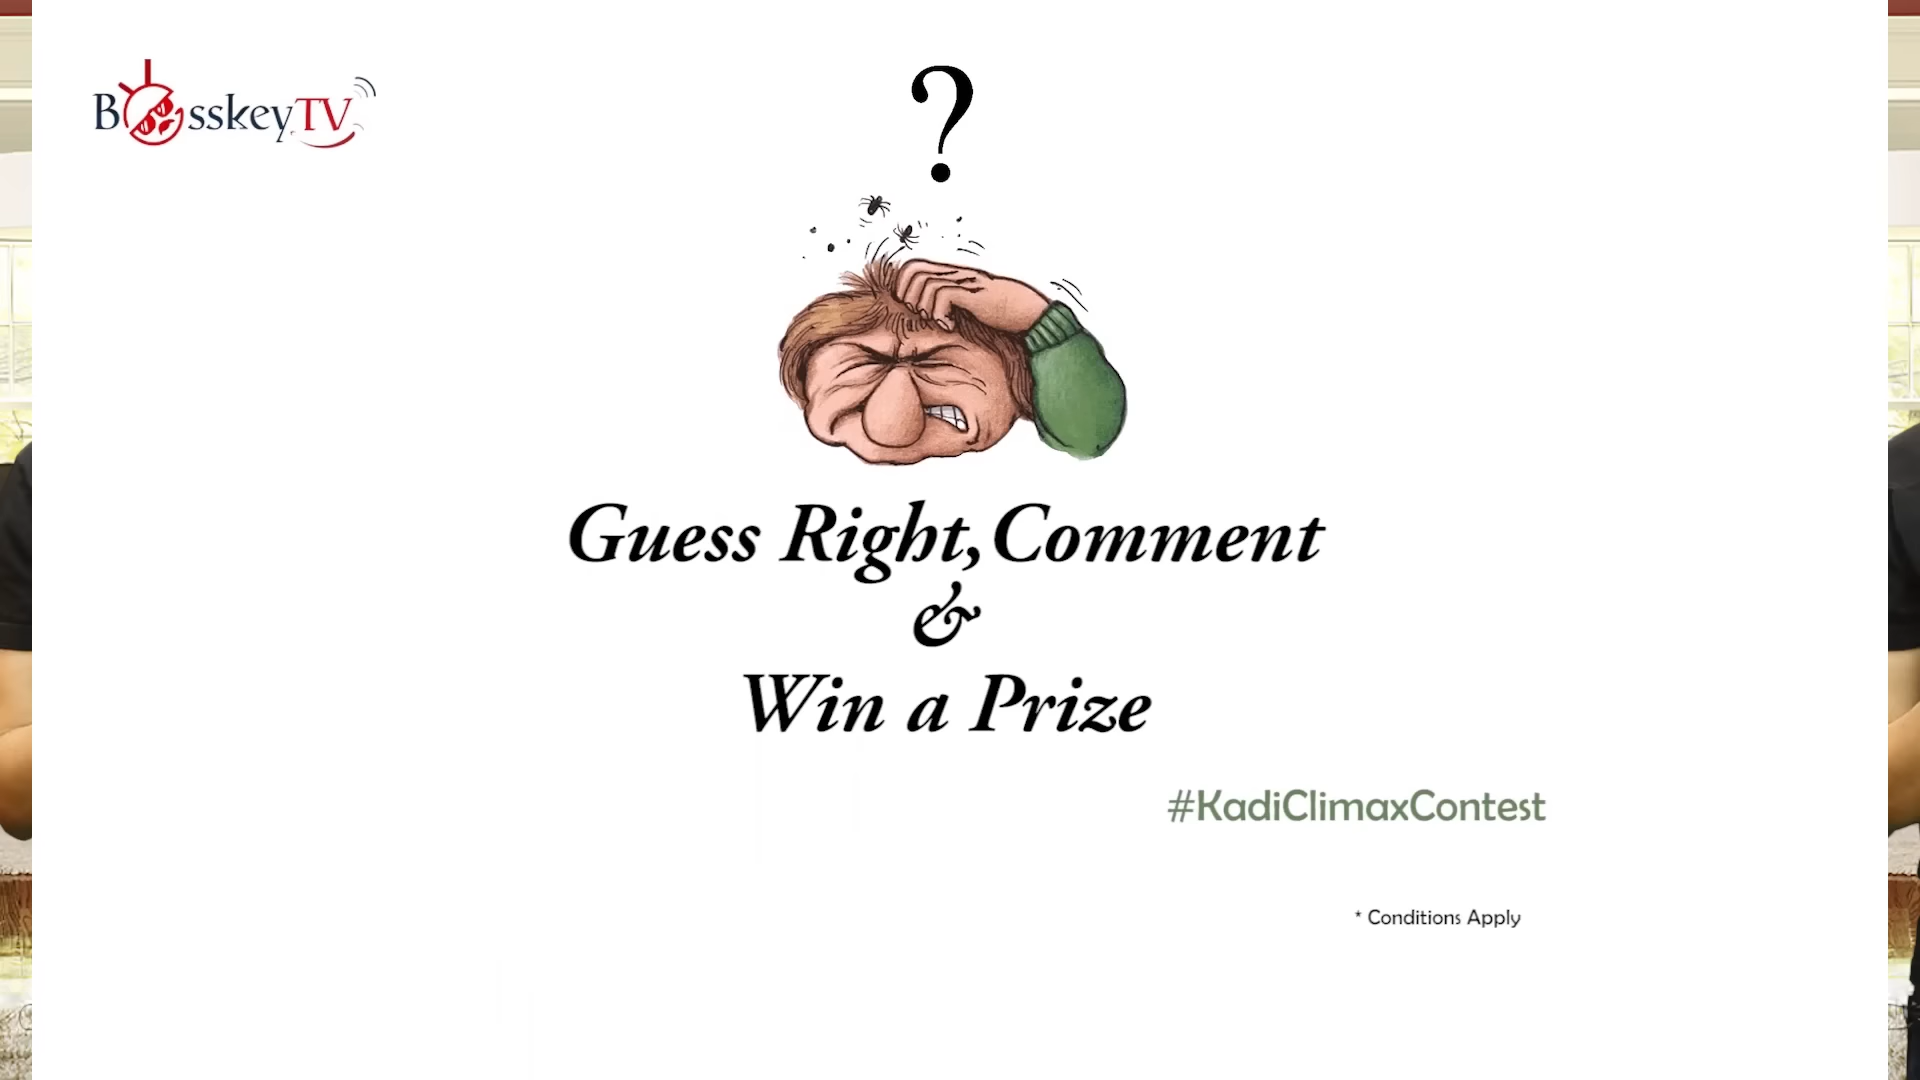 BosskeyTV
?
Guess Right,Comment
&
Win a Prize
#KadiClimaxContest
* Conditions Apply